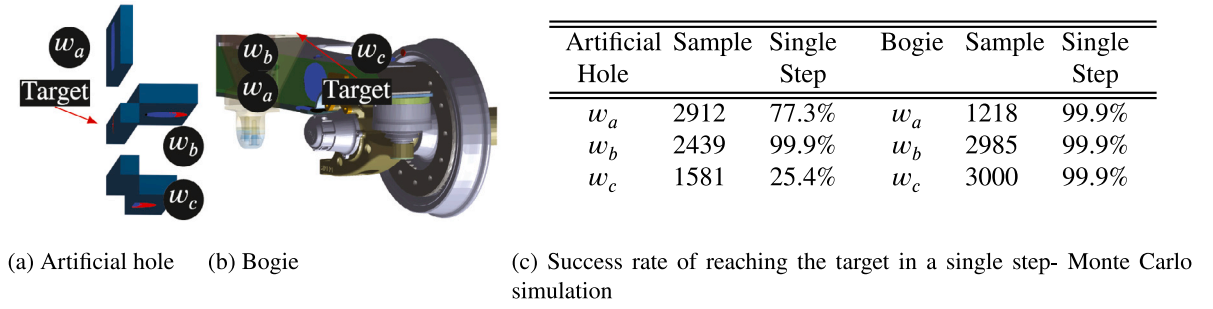 w_a
Target
w_b
w_c
w_b
w_c
w_a
Target
Artificial Sample Single Bogie Sample Single
Hole Step Step
w_a 2912 77.3% w_a 1218 99.9%
w_b 2439 99.9% w_b 2985 99.9%
w_c 1581 25.4% w_c 3000 99.9%
(a) Artificial hole (b) Bogie (c) Success rate of reaching the target in a single step- Monte Carlo
simulation